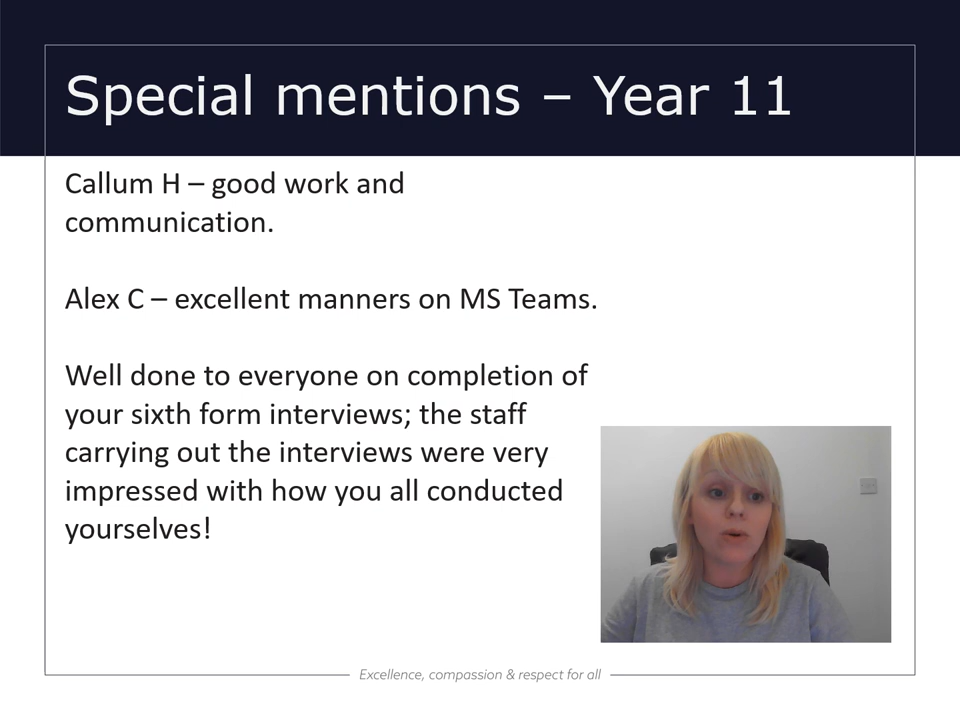 Special mentions – Year 11
Callum H – good work and
communication.
Alex C – excellent manners on MS Teams.
Well done to everyone on completion of
your sixth form interviews; the staff
carrying out the interviews were very
impressed with how you all conducted
yourselves!
Excellence, compassion & respect for all